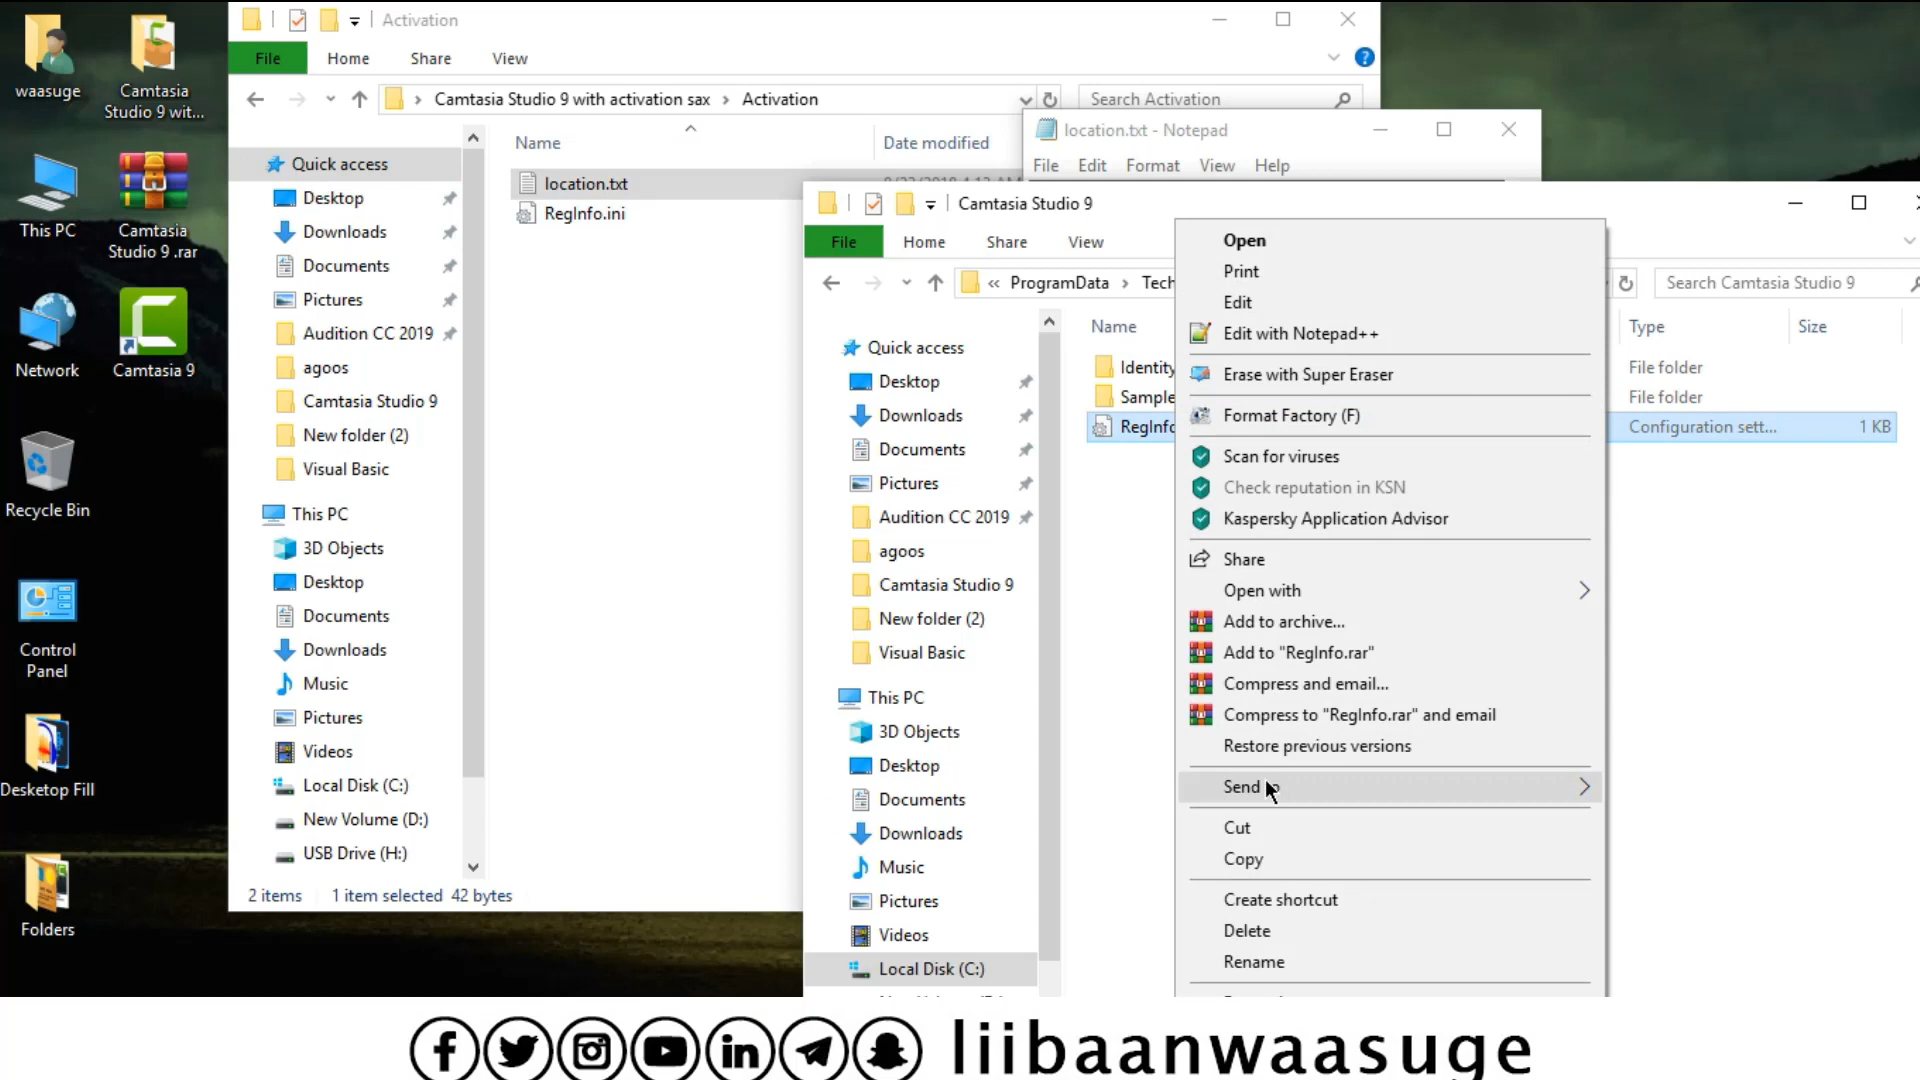 waasuge
Camtasia
Studio 9 wit...
This PC
Camtasia
Studio 9 .rar
Network
Camtasia 9
Recycle Bin
Control
Panel
Desketop Fill
Folders
Activation
File
Home
Share
View
Camtasia Studio 9 with activation sax
Activation
Search Activation
Name
Date modified
location.txt
RegInfo.ini
Quick access
Desktop
Downloads
Documents
Pictures
Audition CC 2019
agoos
Camtasia Studio 9
New folder (2)
Visual Basic
This PC
3D Objects
Desktop
Documents
Downloads
Music
Pictures
Videos
Local Disk (C:)
New Volume (D:)
USB Drive (H:)
2 items 1 item selected 42 bytes
location.txt - Notepad
File Edit Format View Help
Camtasia Studio 9
File
Home
Share
View
« ProgramData > Tech
Search Camtasia Studio 9
Name
Type
Size
Identity
File folder
Sample
File folder
RegInfo
Configuration sett...
1 KB
Quick access
Desktop
Downloads
Documents
Pictures
Audition CC 2019
agoos
Camtasia Studio 9
New folder (2)
Visual Basic
This PC
3D Objects
Desktop
Documents
Downloads
Music
Pictures
Videos
Local Disk (C:)
Open
Print
Edit
Edit with Notepad++
Erase with Super Eraser
Format Factory (F)
Scan for viruses
Check reputation in KSN
Kaspersky Application Advisor
Share
Open with
Add to archive...
Add to "RegInfo.rar"
Compress and email...
Compress to "RegInfo.rar" and email
Restore previous versions
Send to
Cut
Copy
Create shortcut
Delete
Rename
liibaanwaasuge